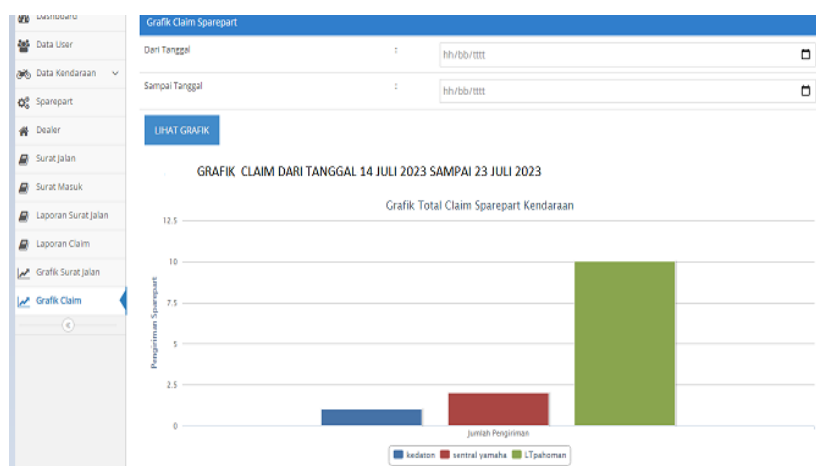 Dashboard
Data User
Data Kendaraan
Sparepart
Dealer
Surat Jalan
Surat Masuk
Laporan Surat Jalan
Laporan Claim
Grafik Surat Jalan
Grafik Claim
Grafik Claim Sparepart
Dari Tanggal : hh/bb/tttt
Sampai Tanggal : hh/bb/tttt
LIHAT GRAFIK
GRAFIK CLAIM DARI TANGGAL 14 JULI 2023 SAMPAI 23 JULI 2023
Grafik Total Claim Sparepart Kendaraan
Pengiriman Sparepart
12.5
10
7.5
5
2.5
0
Jumlah Pengiriman
kedaton sentral yamaha LTpahoman